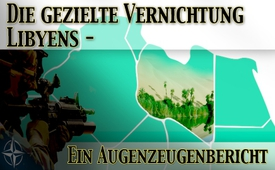 Die gezielte Vernichtung
Libyens -
Ein Augenzeugenbericht